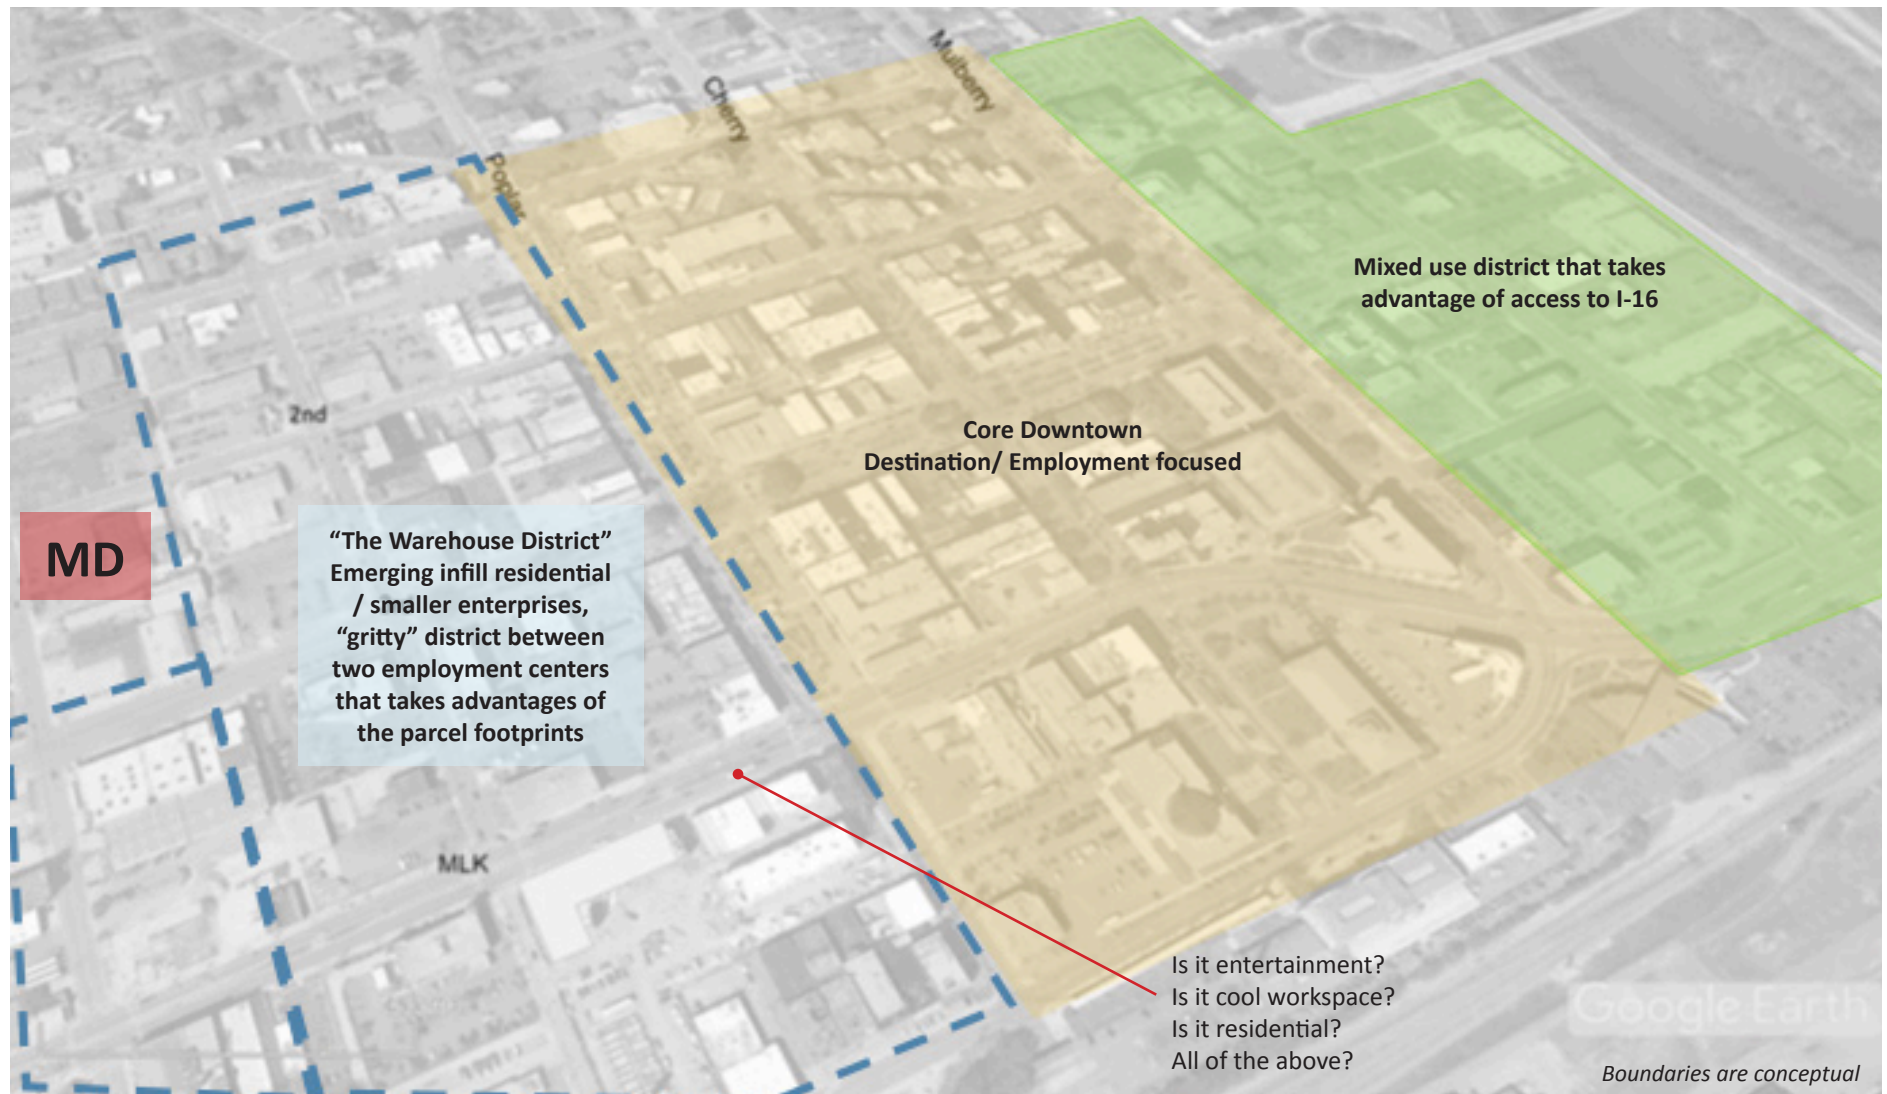 Mulberry
Cherry
Poplar
Mixed use district that takes
advantage of access to I-16
2nd
Core Downtown
Destination/ Employment focused
MD
“The Warehouse District”
Emerging infill residential
/ smaller enterprises,
“gritty” district between
two employment centers
that takes advantages of
the parcel footprints
MLK
Is it entertainment?
Is it cool workspace?
Is it residential?
All of the above?
Google Earth
Boundaries are conceptual